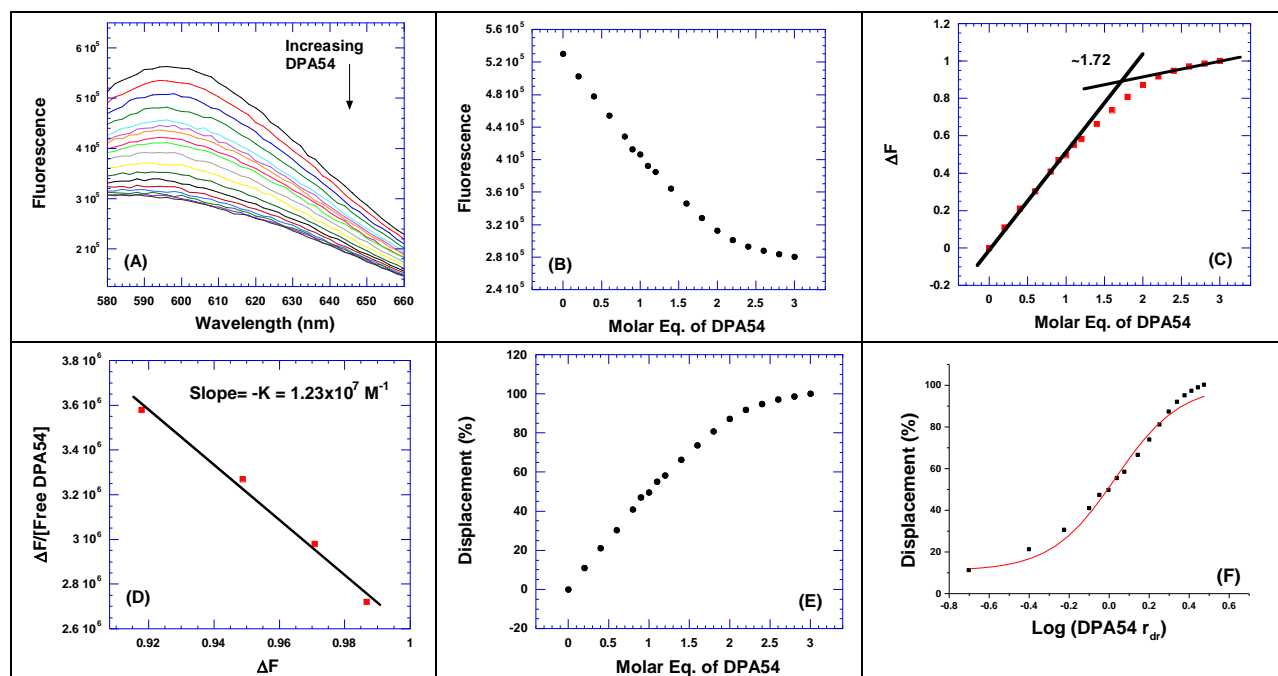 6 10⁵
5 10⁵
4 10⁵
3 10⁵
2 10⁵
Fluorescence
Increasing
DPA54
(A)
580 590 600 610 620 630 640 650 660
Wavelength (nm)
5.6 10⁵
5.2 10⁵
4.8 10⁵
4.4 10⁵
4 10⁵
3.6 10⁵
3.2 10⁵
2.8 10⁵
2.4 10⁵
Fluorescence
(B)
0 0.5 1 1.5 2 2.5 3
Molar Eq. of DPA54
1.2
1
0.8
0.6
0.4
0.2
0
-0.2
ΔF
~1.72
(C)
0 0.5 1 1.5 2 2.5 3
Molar Eq. of DPA54
3.8 10⁶
3.6 10⁶
3.4 10⁶
3.2 10⁶
3.0 10⁶
2.8 10⁶
2.6 10⁶
ΔF/[Free DPA54]
Slope= -K = 1.23x10⁷ M⁻¹
(D)
0.92 0.94 0.96 0.98 1
ΔF
120
100
80
60
40
20
0
-20
Displacement (%)
(E)
0 0.5 1 1.5 2 2.5 3
Molar Eq. of DPA54
100
80
60
40
20
0
Displacement (%)
(F)
-0.8 -0.6 -0.4 -0.2 0.0 0.2 0.4 0.6
Log (DPA54 r_dr)